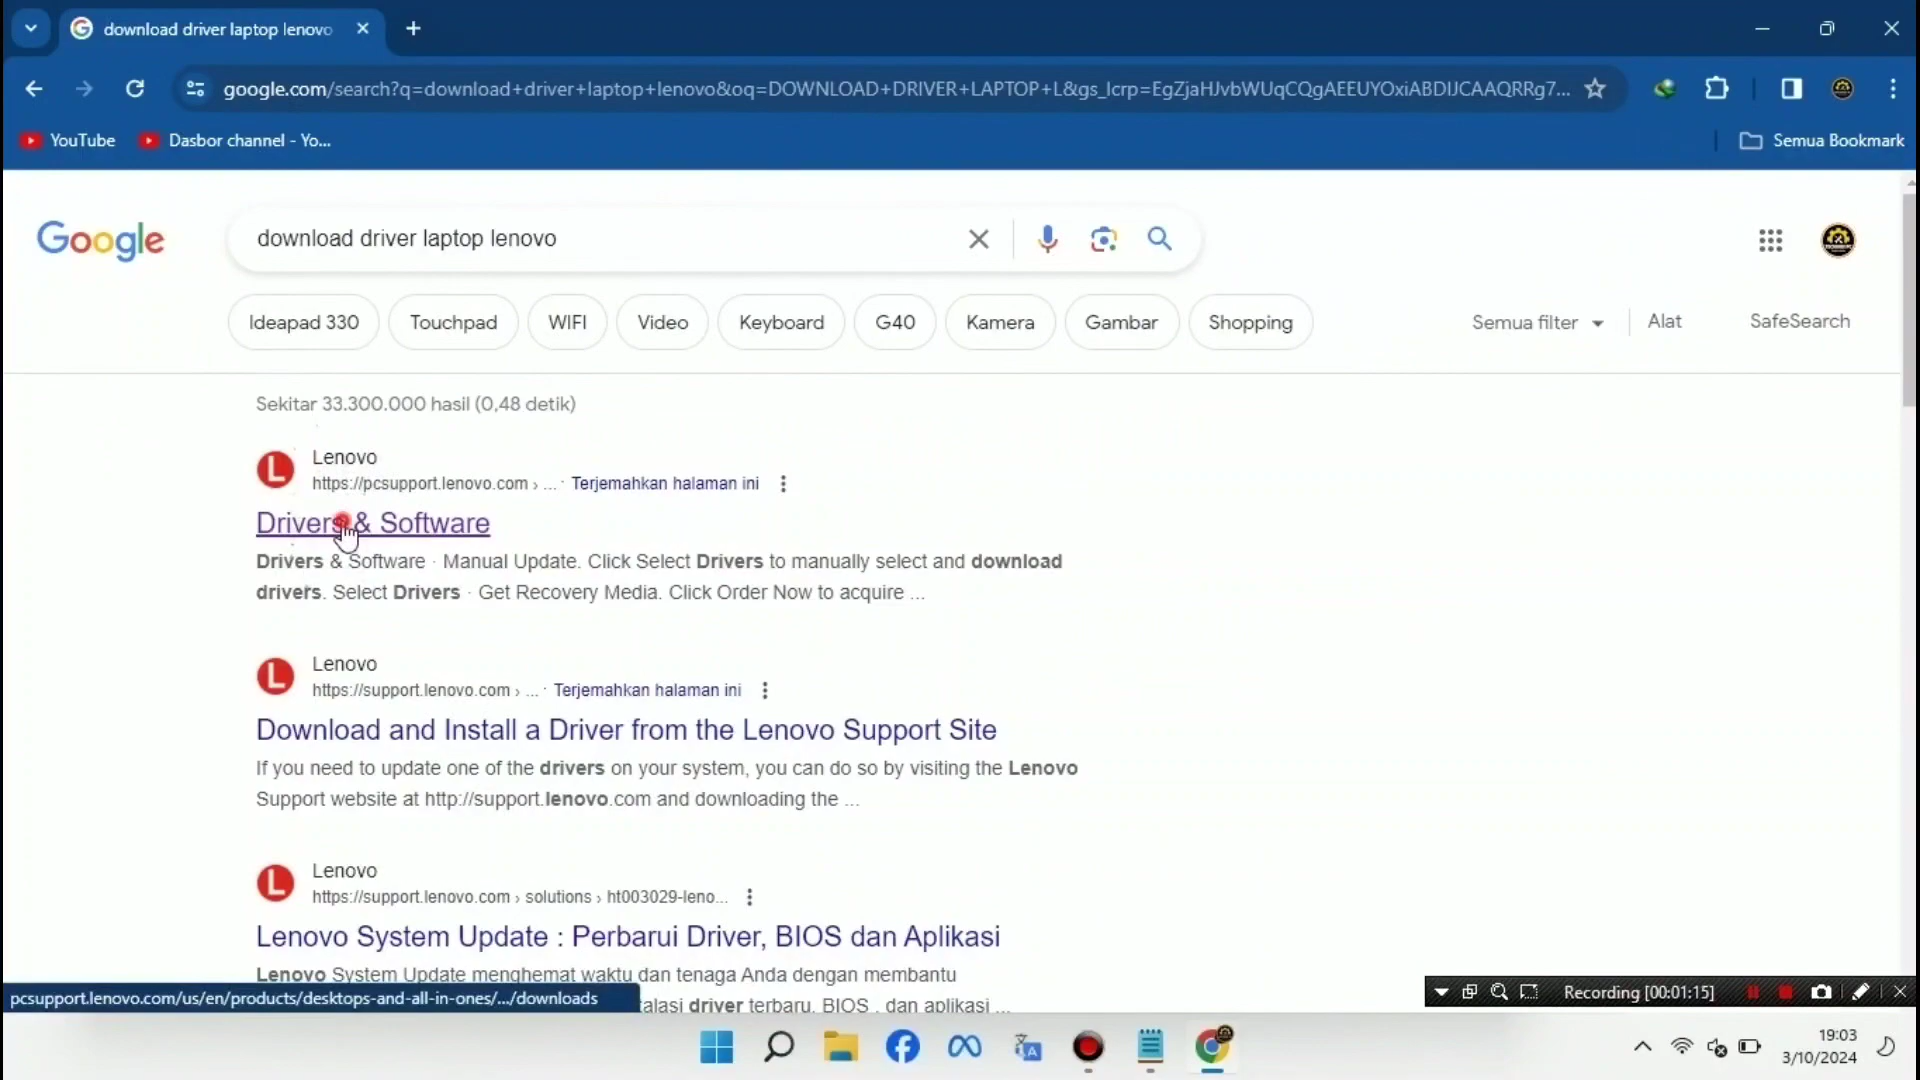 download driver laptop lenovo
google.com/search?q=download+driver+laptop+lenovo&oq=DOWNLOAD+DRIVER+LAPTOP+L&gs_lcrp=EgZjaHJvbWUqCQgAEEUYOxiABDIJCAAQRRg7...
YouTube Dasbor channel - Yo... Semua Bookmark
Google download driver laptop lenovo
Ideapad 330 Touchpad WIFI Video Keyboard G40 Kamera Gambar Shopping Semua filter Alat SafeSearch
Sekitar 33.300.000 hasil (0,48 detik)
Lenovo
https://pcsupport.lenovo.com › ... · Terjemahkan halaman ini
Drivers & Software
Drivers & Software · Manual Update. Click Select Drivers to manually select and download
drivers. Select Drivers · Get Recovery Media. Click Order Now to acquire ...
Lenovo
https://support.lenovo.com › ... · Terjemahkan halaman ini
Download and Install a Driver from the Lenovo Support Site
If you need to update one of the drivers on your system, you can do so by visiting the Lenovo
Support website at http://support.lenovo.com and downloading the ...
Lenovo
https://support.lenovo.com › solutions › ht003029-leno...
Lenovo System Update : Perbarui Driver, BIOS dan Aplikasi
Lenovo System Update menghemat waktu dan tenaga Anda dengan membantu
talasi driver terbaru, BIOS , dan aplikasi ...
pcsupport.lenovo.com/us/en/products/desktops-and-all-in-ones/.../downloads
Recording [00:01:15]
19:03
3/10/2024